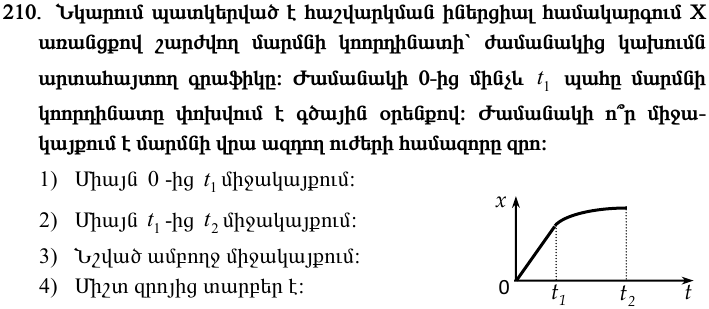 210. Նկարում պատկերված է հաշվարկման իներցիալ համակարգում X
առանցքով շարժվող մարմնի կոորդինատի՝ ժամանակից կախումն
արտահայտող գրաֆիկը: Ժամանակի 0-ից մինչև t₁ պահը մարմնի
կոորդինատը փոխվում է գծային օրենքով: Ժամանակի ո՞ր միջա-
կայքում է մարմնի վրա ազդող ուժերի համազորը զրո:
1) Միայն 0 -ից t₁ միջակայքում:
2) Միայն t₁ -ից t₂ միջակայքում:
3) Նշված ամբողջ միջակայքում:
4) Միշտ զրոյից տարբեր է:
x
0 t₁ t₂ t